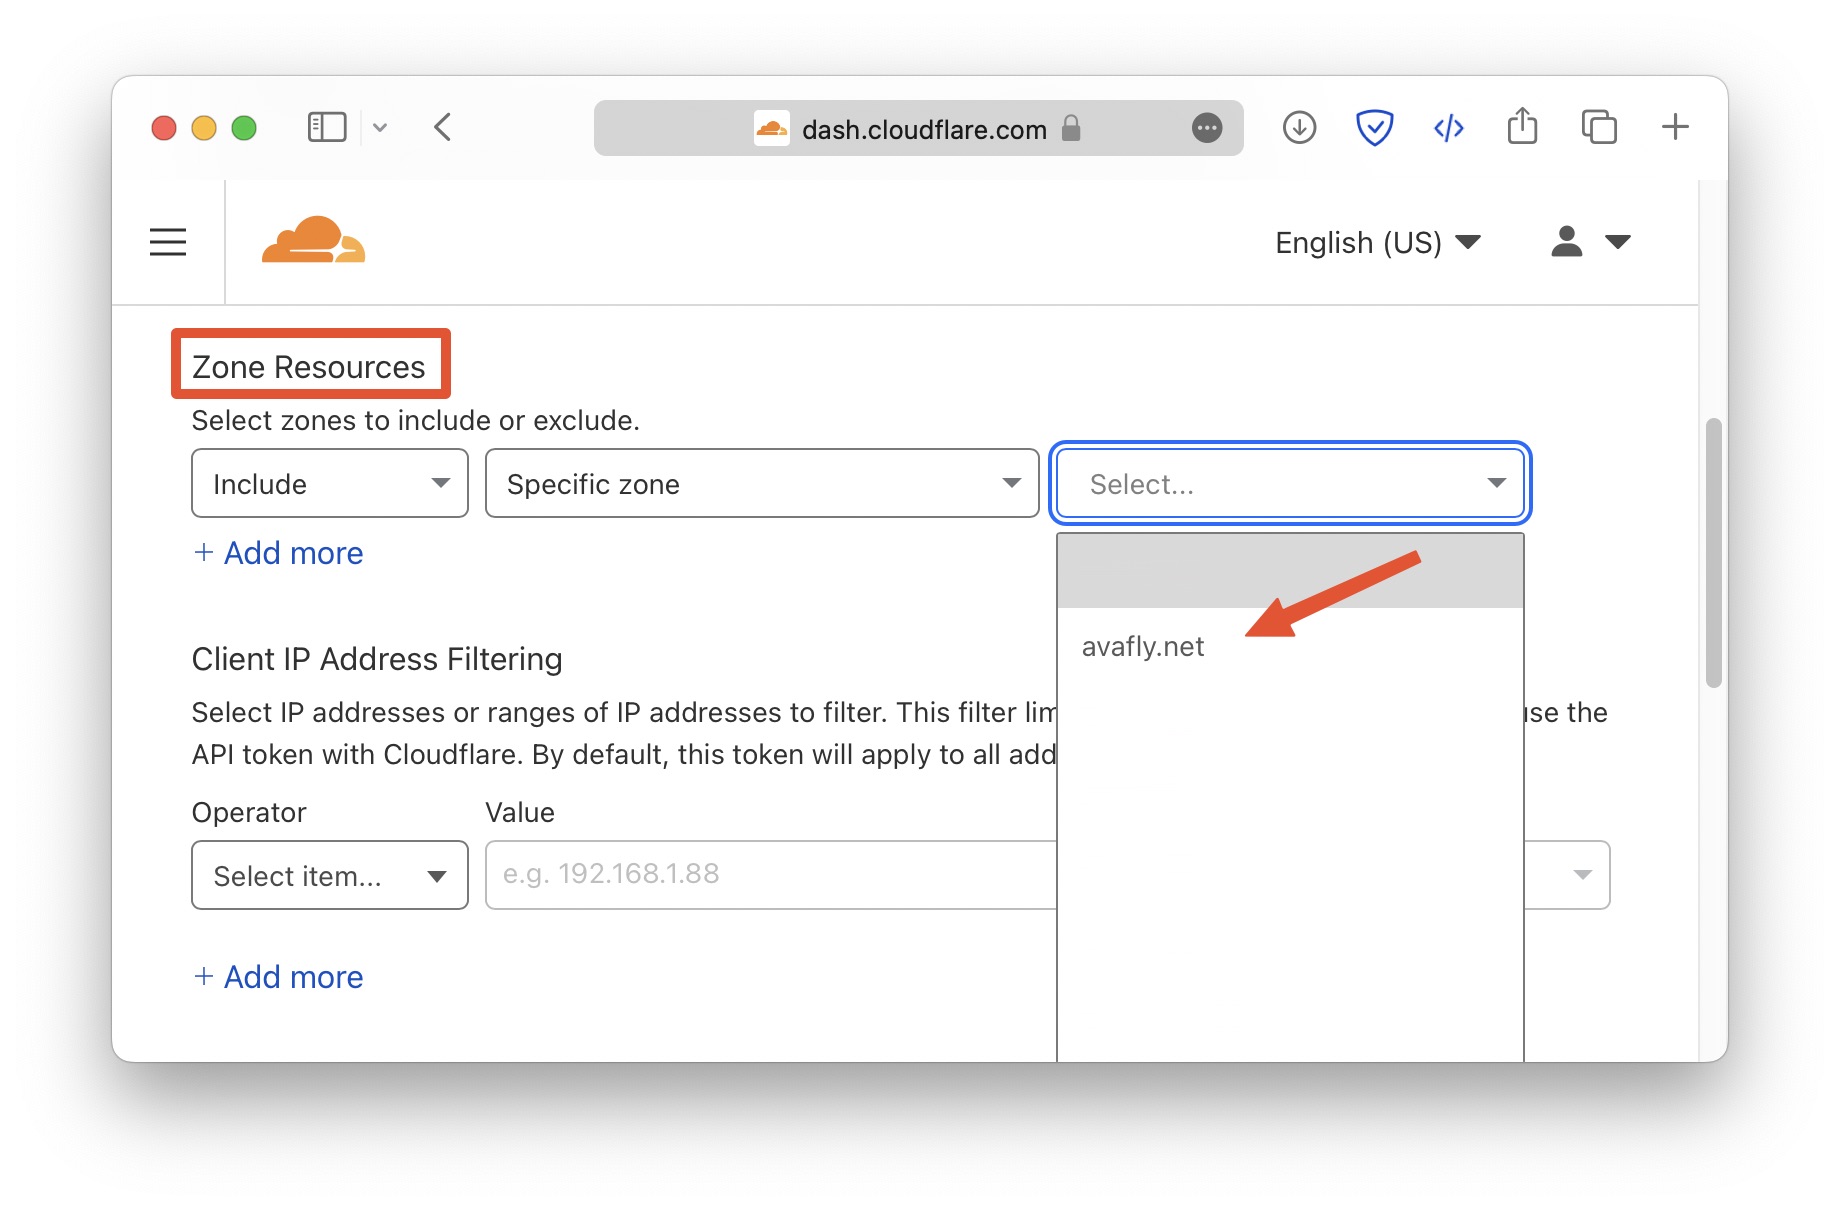 dash.cloudflare.com
English (US)
Zone Resources
Select zones to include or exclude.
Include
Specific zone
Select...
+ Add more
avafly.net
Client IP Address Filtering
Select IP addresses or ranges of IP addresses to filter. This filter lim use the
API token with Cloudflare. By default, this token will apply to all add
Operator
Value
Select item...
e.g. 192.168.1.88
+ Add more